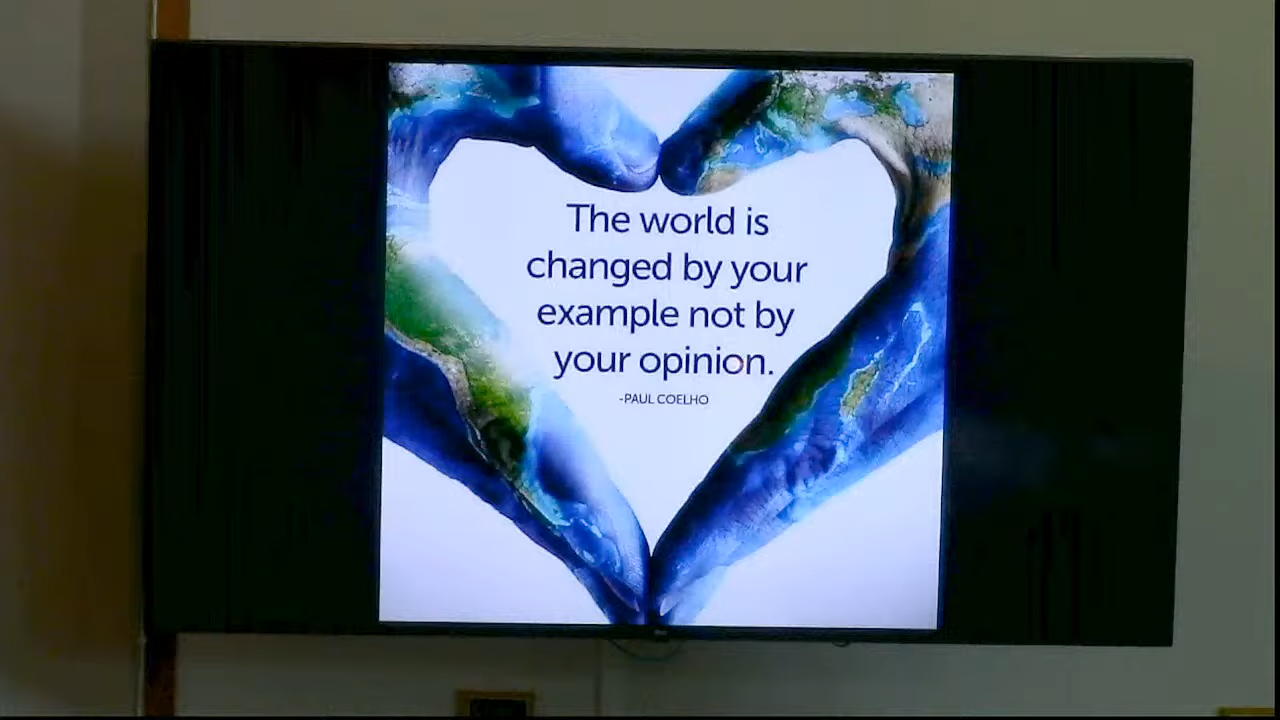 The world is
changed by your
example not by
your opinion.
-PAUL COELHO